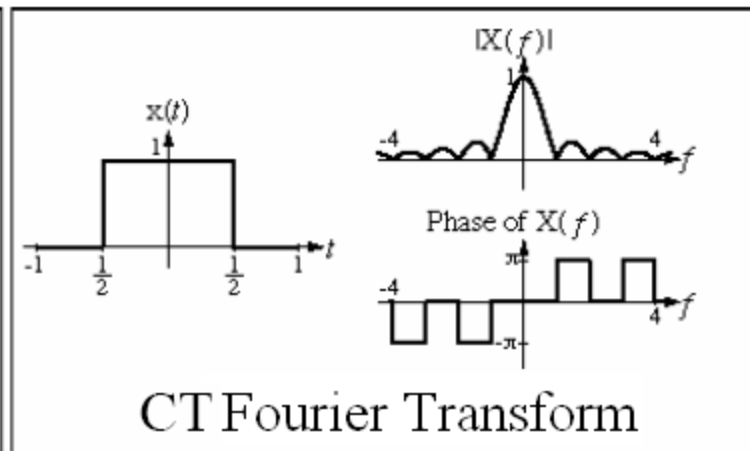 x(t)
1
t
-1
1
2
1
2
1
|X(f)|
1
-4
4
f
Phase of X(f)
π
-4
4
f
-π
CT Fourier Transform